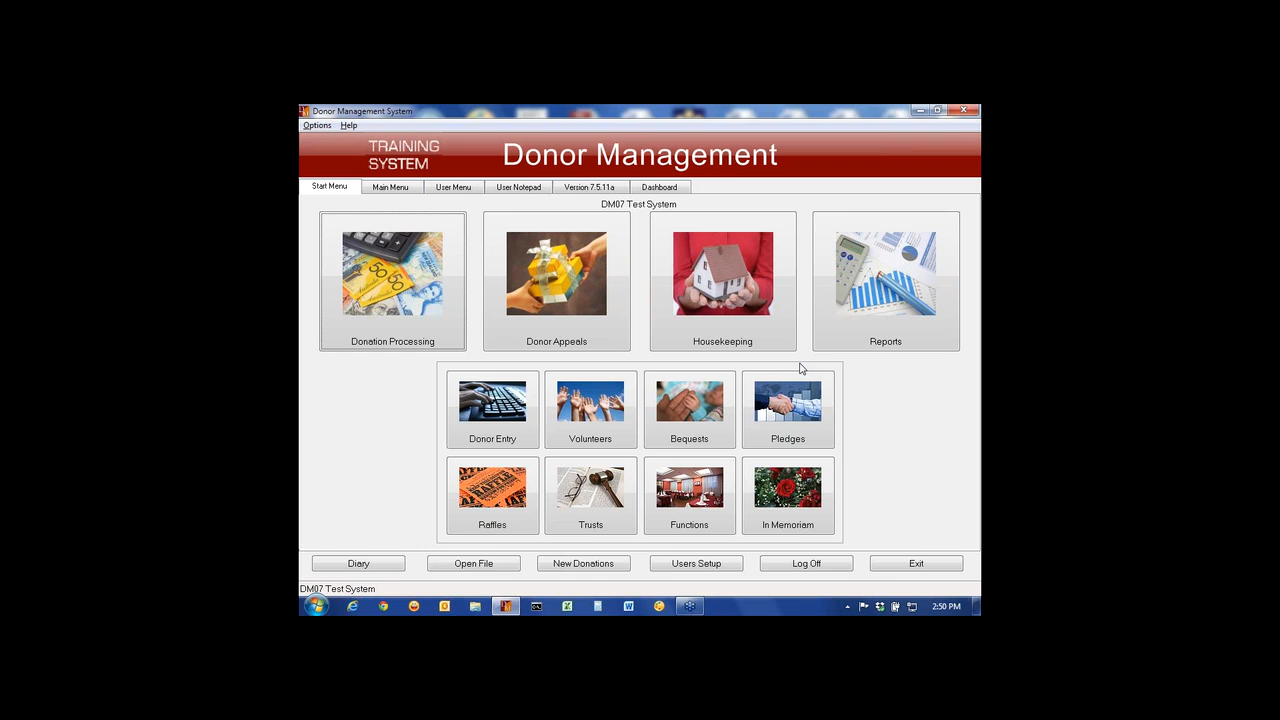 Donor Management System
Options Help
TRAINING
SYSTEM
Donor Management
Start Menu Main Menu User Menu User Notepad Version 7.5.11a Dashboard
DM07 Test System
Donation Processing Donor Appeals Housekeeping Reports
Donor Entry Volunteers Bequests Pledges
Raffles Trusts Functions In Memoriam
Diary Open File New Donations Users Setup Log Off Exit
DM07 Test System
2:50 PM